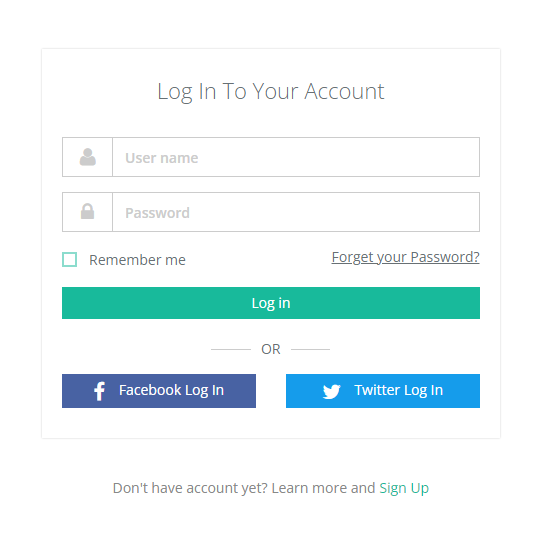 Log In To Your Account
User name
Password
Remember me
Forget your Password?
Log in
OR
Facebook Log In
Twitter Log In
Don't have account yet? Learn more and Sign Up